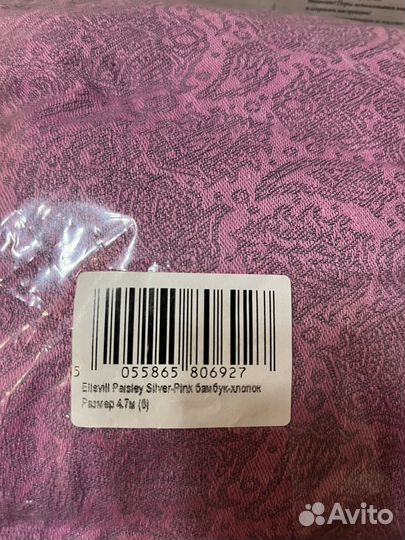 5 055865 806927
Ellevill Paisley Silver-Pink бамбук-хлопок
Размер 4.7м (6)
Avito